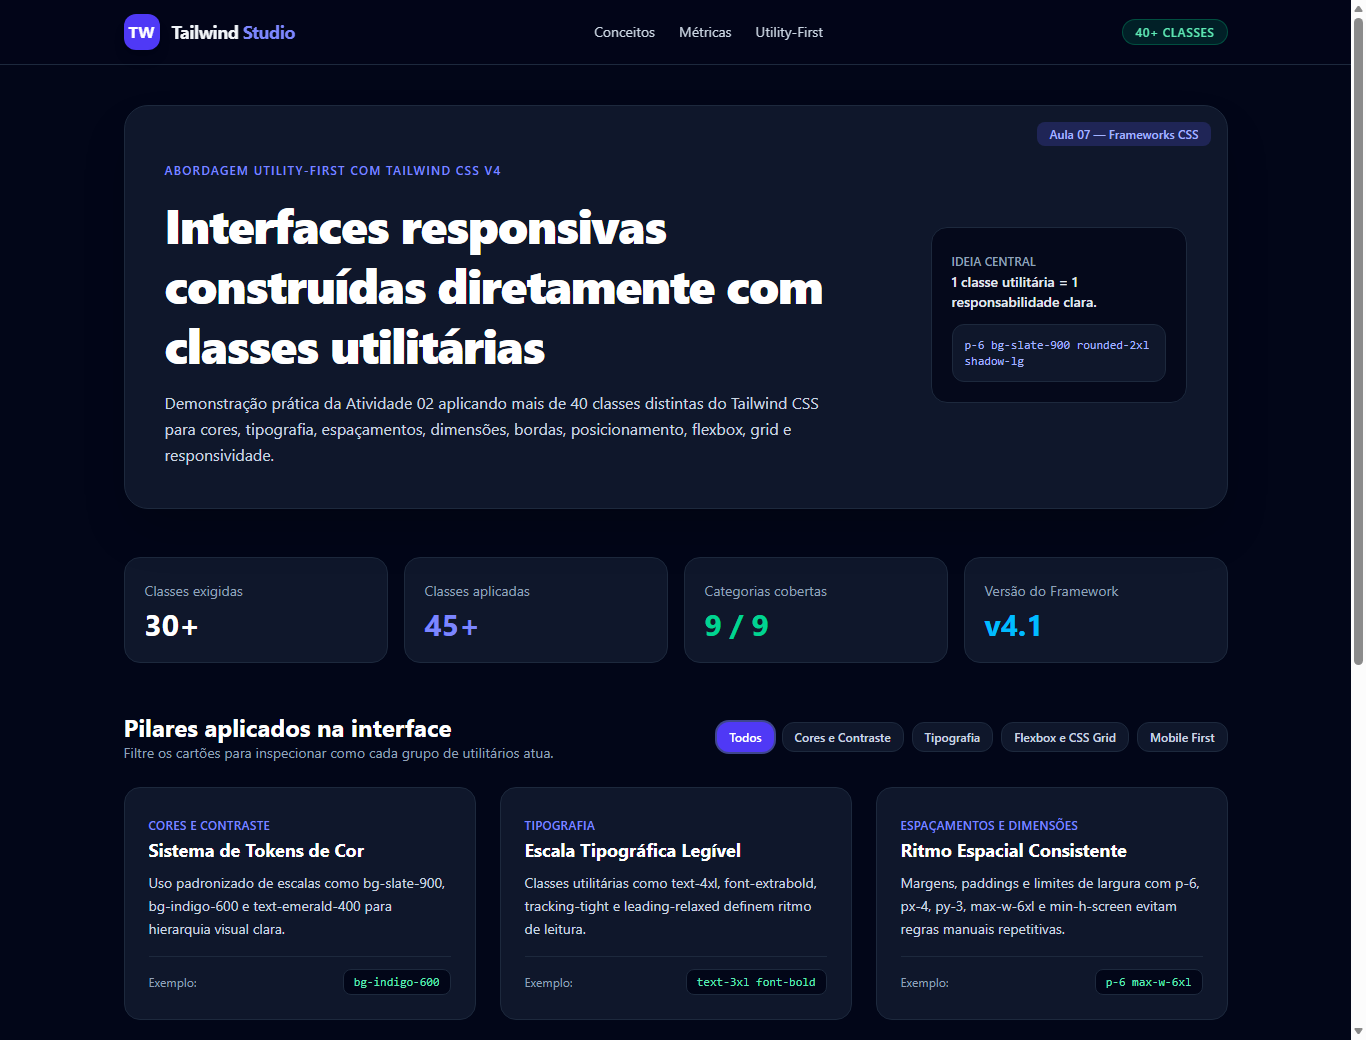 TW Tailwind Studio
Conceitos Métricas Utility-First
40+ CLASSES
Aula 07 — Frameworks CSS
ABORDAGEM UTILITY-FIRST COM TAILWIND CSS V4
Interfaces responsivas
construídas diretamente com
classes utilitárias
Demonstração prática da Atividade 02 aplicando mais de 40 classes distintas do Tailwind CSS
para cores, tipografia, espaçamentos, dimensões, bordas, posicionamento, flexbox, grid e
responsividade.
IDEIA CENTRAL
1 classe utilitária = 1
responsabilidade clara.
p-6 bg-slate-900 rounded-2xl
shadow-lg
Classes exigidas
30+
Classes aplicadas
45+
Categorias cobertas
9 / 9
Versão do Framework
v4.1
Pilares aplicados na interface
Filtre os cartões para inspecionar como cada grupo de utilitários atua.
Todos Cores e Contraste Tipografia Flexbox e CSS Grid Mobile First
CORES E CONTRASTE
Sistema de Tokens de Cor
Uso padronizado de escalas como bg-slate-900,
bg-indigo-600 e text-emerald-400 para
hierarquia visual clara.
Exemplo: bg-indigo-600
TIPOGRAFIA
Escala Tipográfica Legível
Classes utilitárias como text-4xl, font-extrabold,
tracking-tight e leading-relaxed definem ritmo
de leitura.
Exemplo: text-3xl font-bold
ESPAÇAMENTOS E DIMENSÕES
Ritmo Espacial Consistente
Margens, paddings e limites de largura com p-6,
px-4, py-3, max-w-6xl e min-h-screen evitam
regras manuais repetitivas.
Exemplo: p-6 max-w-6xl